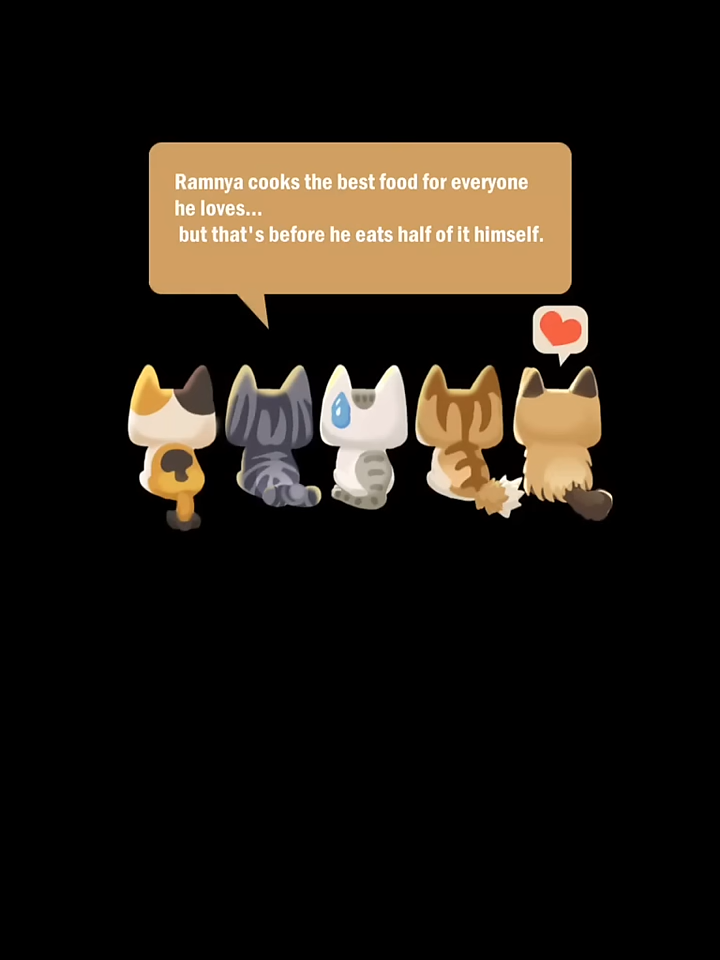 Ramnya cooks the best food for everyone
he loves...
but that's before he eats half of it himself.